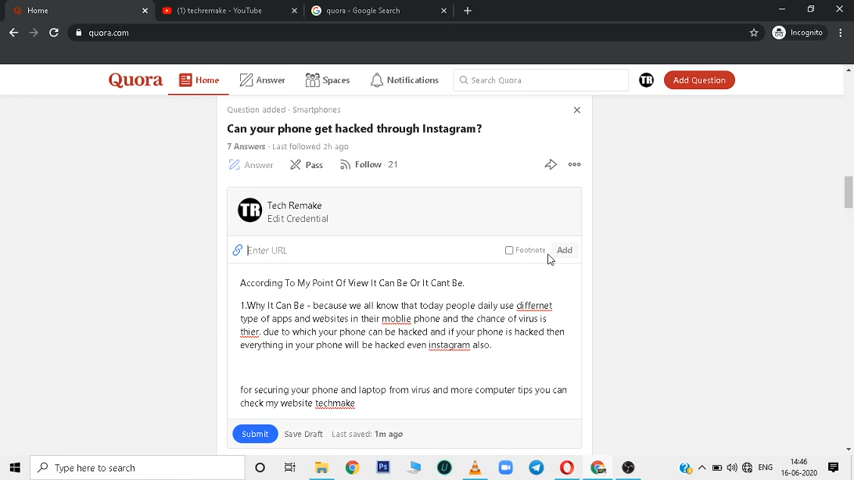 Home
(1) techremake - YouTube
quora - Google Search
quora.com
Incognito
Quora
Home
Answer
Spaces
Notifications
Search Quora
TR
Add Question
Question added · Smartphones
Can your phone get hacked through Instagram?
7 Answers · Last followed 2h ago
Answer
Pass
Follow · 21
TR
Tech Remake
Edit Credential
Enter URL
Footnote
Add
According To My Point Of View It Can Be Or It Cant Be.
1.Why It Can Be - because we all know that today people daily use differnet
type of apps and websites in their moblie phone and the chance of virus is
thier. due to which your phone can be hacked and if your phone is hacked then
everything in your phone will be hacked even instagram also.
for securing your phone and laptop from virus and more computer tips you can
check my website techmake
Submit
Save Draft
Last saved: 1m ago
Type here to search
Ps
U
ENG
14:46
16-06-2020